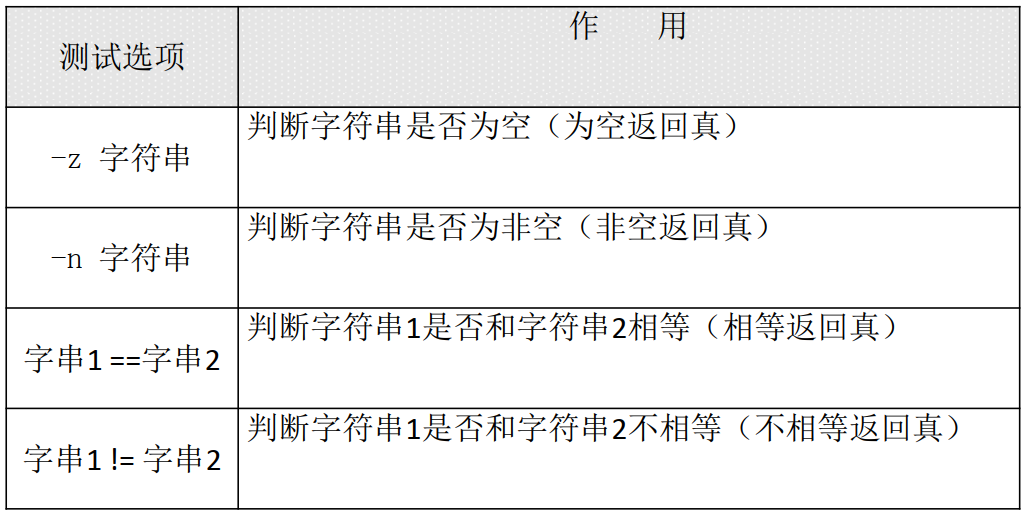 测试选项
作 用
-z 字符串
判断字符串是否为空（为空返回真）
-n 字符串
判断字符串是否为非空（非空返回真）
字串1 ==字串2
判断字符串1是否和字符串2相等（相等返回真）
字串1 != 字串2
判断字符串1是否和字符串2不相等（不相等返回真）